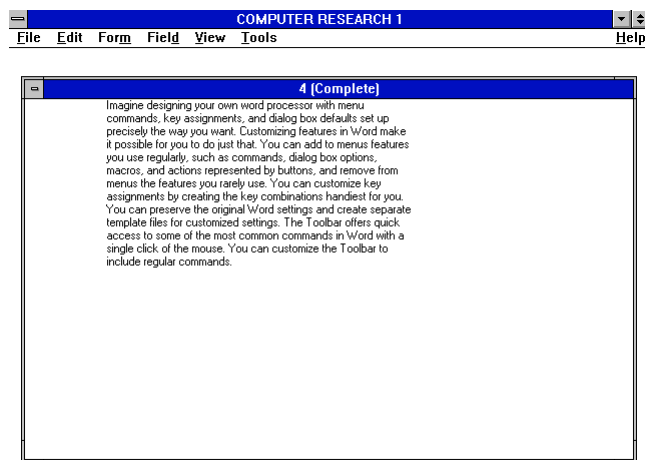 COMPUTER RESEARCH 1
File Edit Form Field View Tools Help
4 (Complete)
Imagine designing your own word processor with menu
commands, key assignments, and dialog box defaults set up
precisely the way you want. Customizing features in Word make
it possible for you to do just that. You can add to menus features
you use regularly, such as commands, dialog box options,
macros, and actions represented by buttons, and remove from
menus the features you rarely use. You can customize key
assignments by creating the key combinations handiest for you.
You can preserve the original Word settings and create separate
template files for customized settings. The Toolbar offers quick
access to some of the most common commands in Word with a
single click of the mouse. You can customize the Toolbar to
include regular commands.